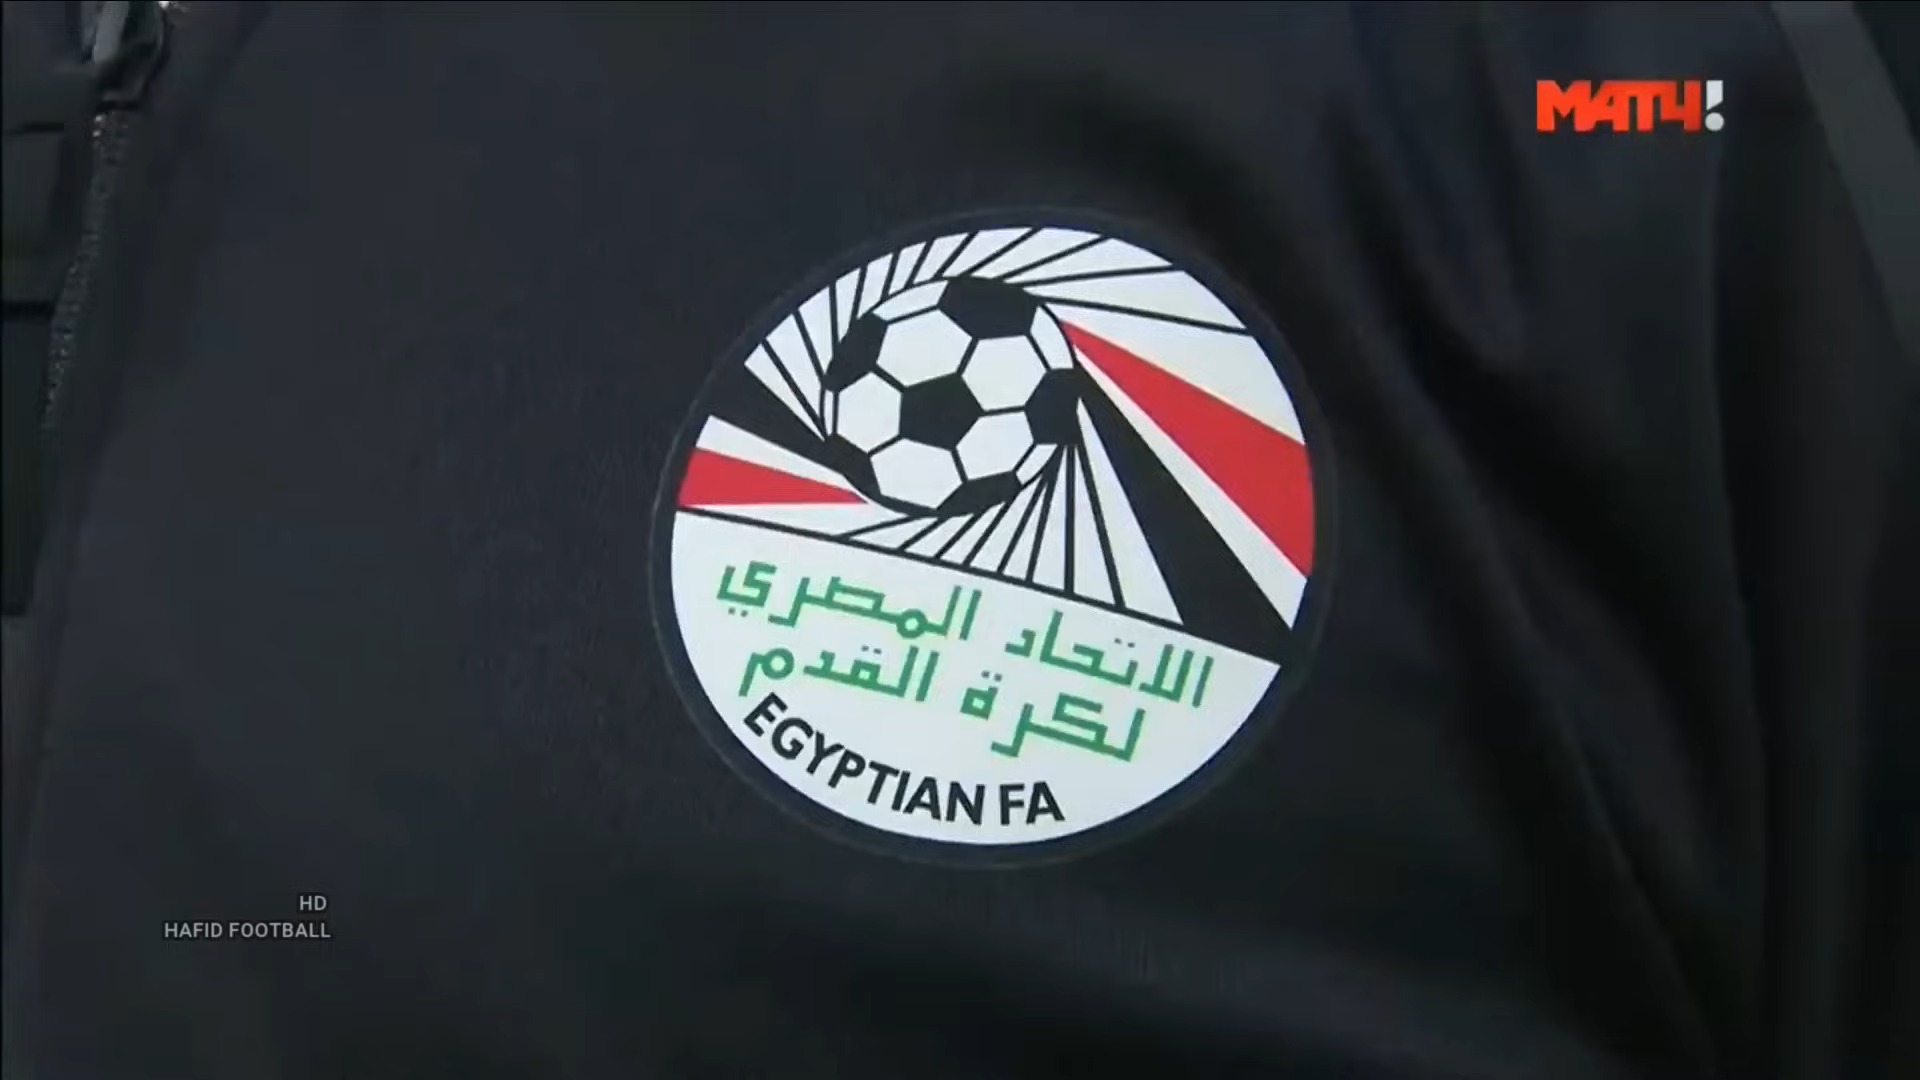 МАТЧ!
الاتحاد المصري
لكرة القدم
EGYPTIAN FA
HD
HAFID FOOTBALL